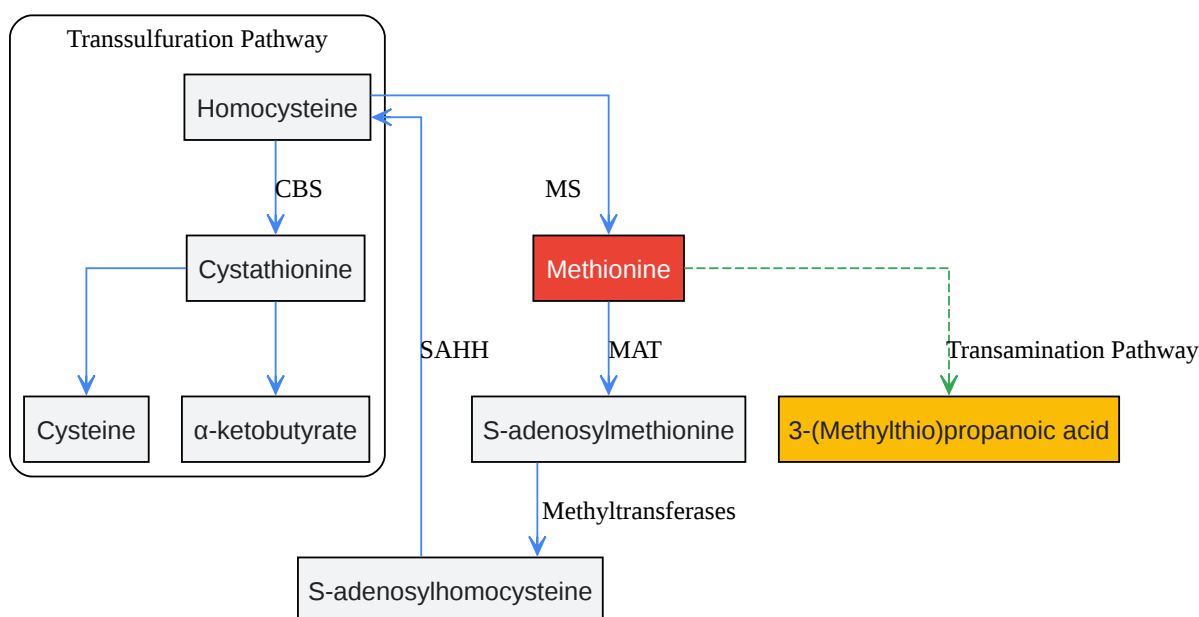 Transsulfuration Pathway
Homocysteine
CBS
MS
Cystathionine
Methionine
SAHH
MAT
Transamination Pathway
Cysteine
α-ketobutyrate
S-adenosylmethionine
3-(Methylthio)propanoic acid
Methyltransferases
S-adenosylhomocysteine